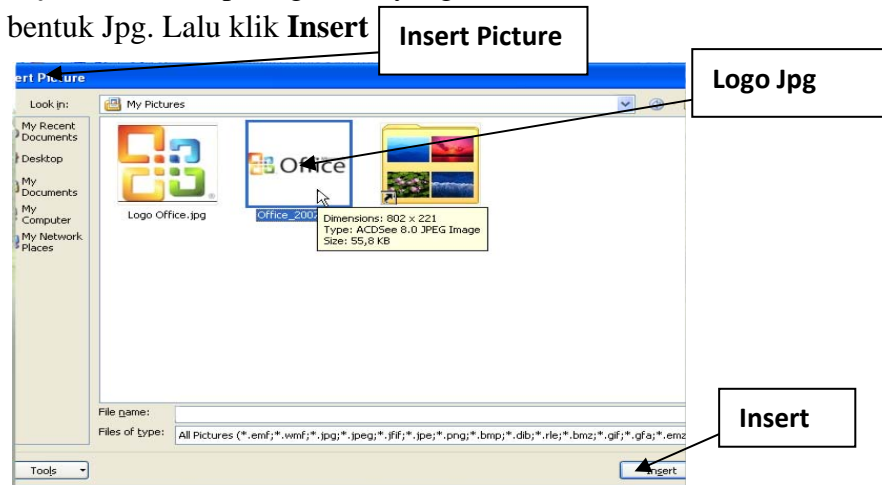 bentuk Jpg. Lalu klik Insert
Insert Picture
Logo Jpg
ert Picture
Look in:
My Pictures
My Recent
Documents
Desktop
My
Documents
My
Computer
My Network
Places
Office
Logo Office.jpg
Office_2007
Dimensions: 802 x 221
Type: ACDSee 8.0 JPEG Image
Size: 55,8 KB
File name:
Files of type:
All Pictures (*.emf;*.wmf;*.jpg;*.jpeg;*.jfif;*.jpe;*.png;*.bmp;*.dib;*.rle;*.bmz;*.gif;*.gfa;*.emz
Insert
Tools
Insert